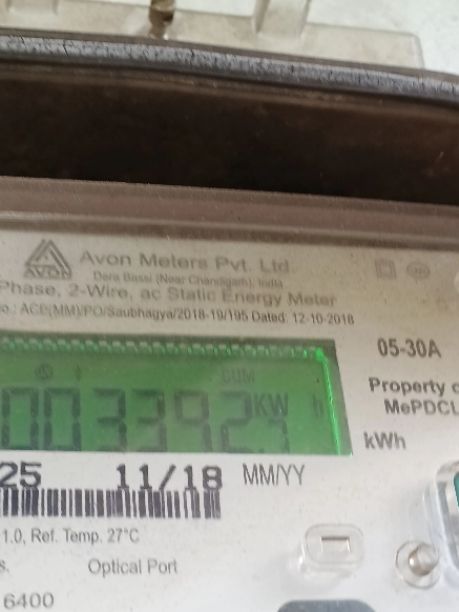 AVON
Avon Meters Pvt. Ltd.
Dera Bassi (Near Chandigarh), India
Phase, 2-Wire, ac Static Energy Meter
o.: ACE(MM)/PO/Saubhagya/2018-19/195 Dated: 12-10-2018
05-30A
CUM
Property o
MePDCL
KW h
kWh
25 11/18 MM/YY
1.0, Ref. Temp. 27°C
s. Optical Port
6400